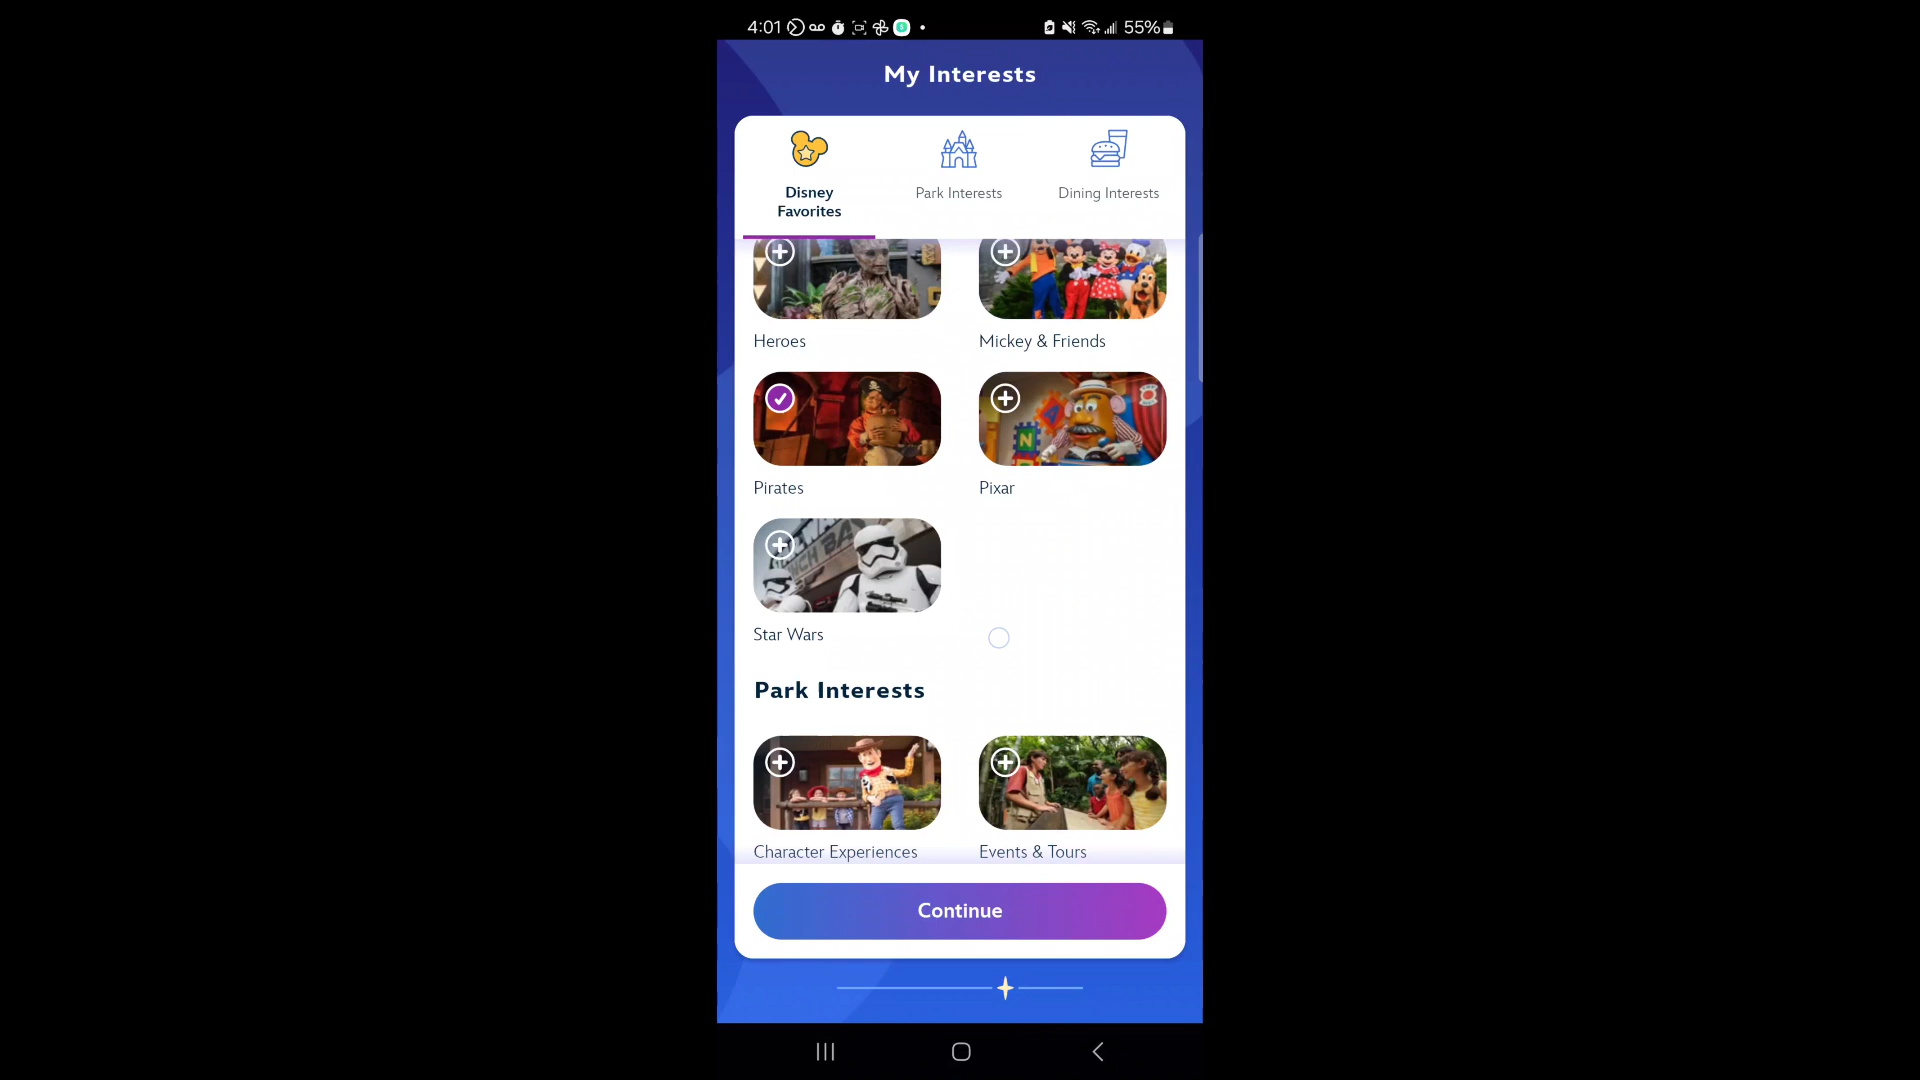 4:01
55%
My Interests
Disney
Favorites
Park Interests
Dining Interests
Heroes
Mickey & Friends
Pirates
Pixar
Star Wars
Park Interests
Character Experiences
Events & Tours
Continue